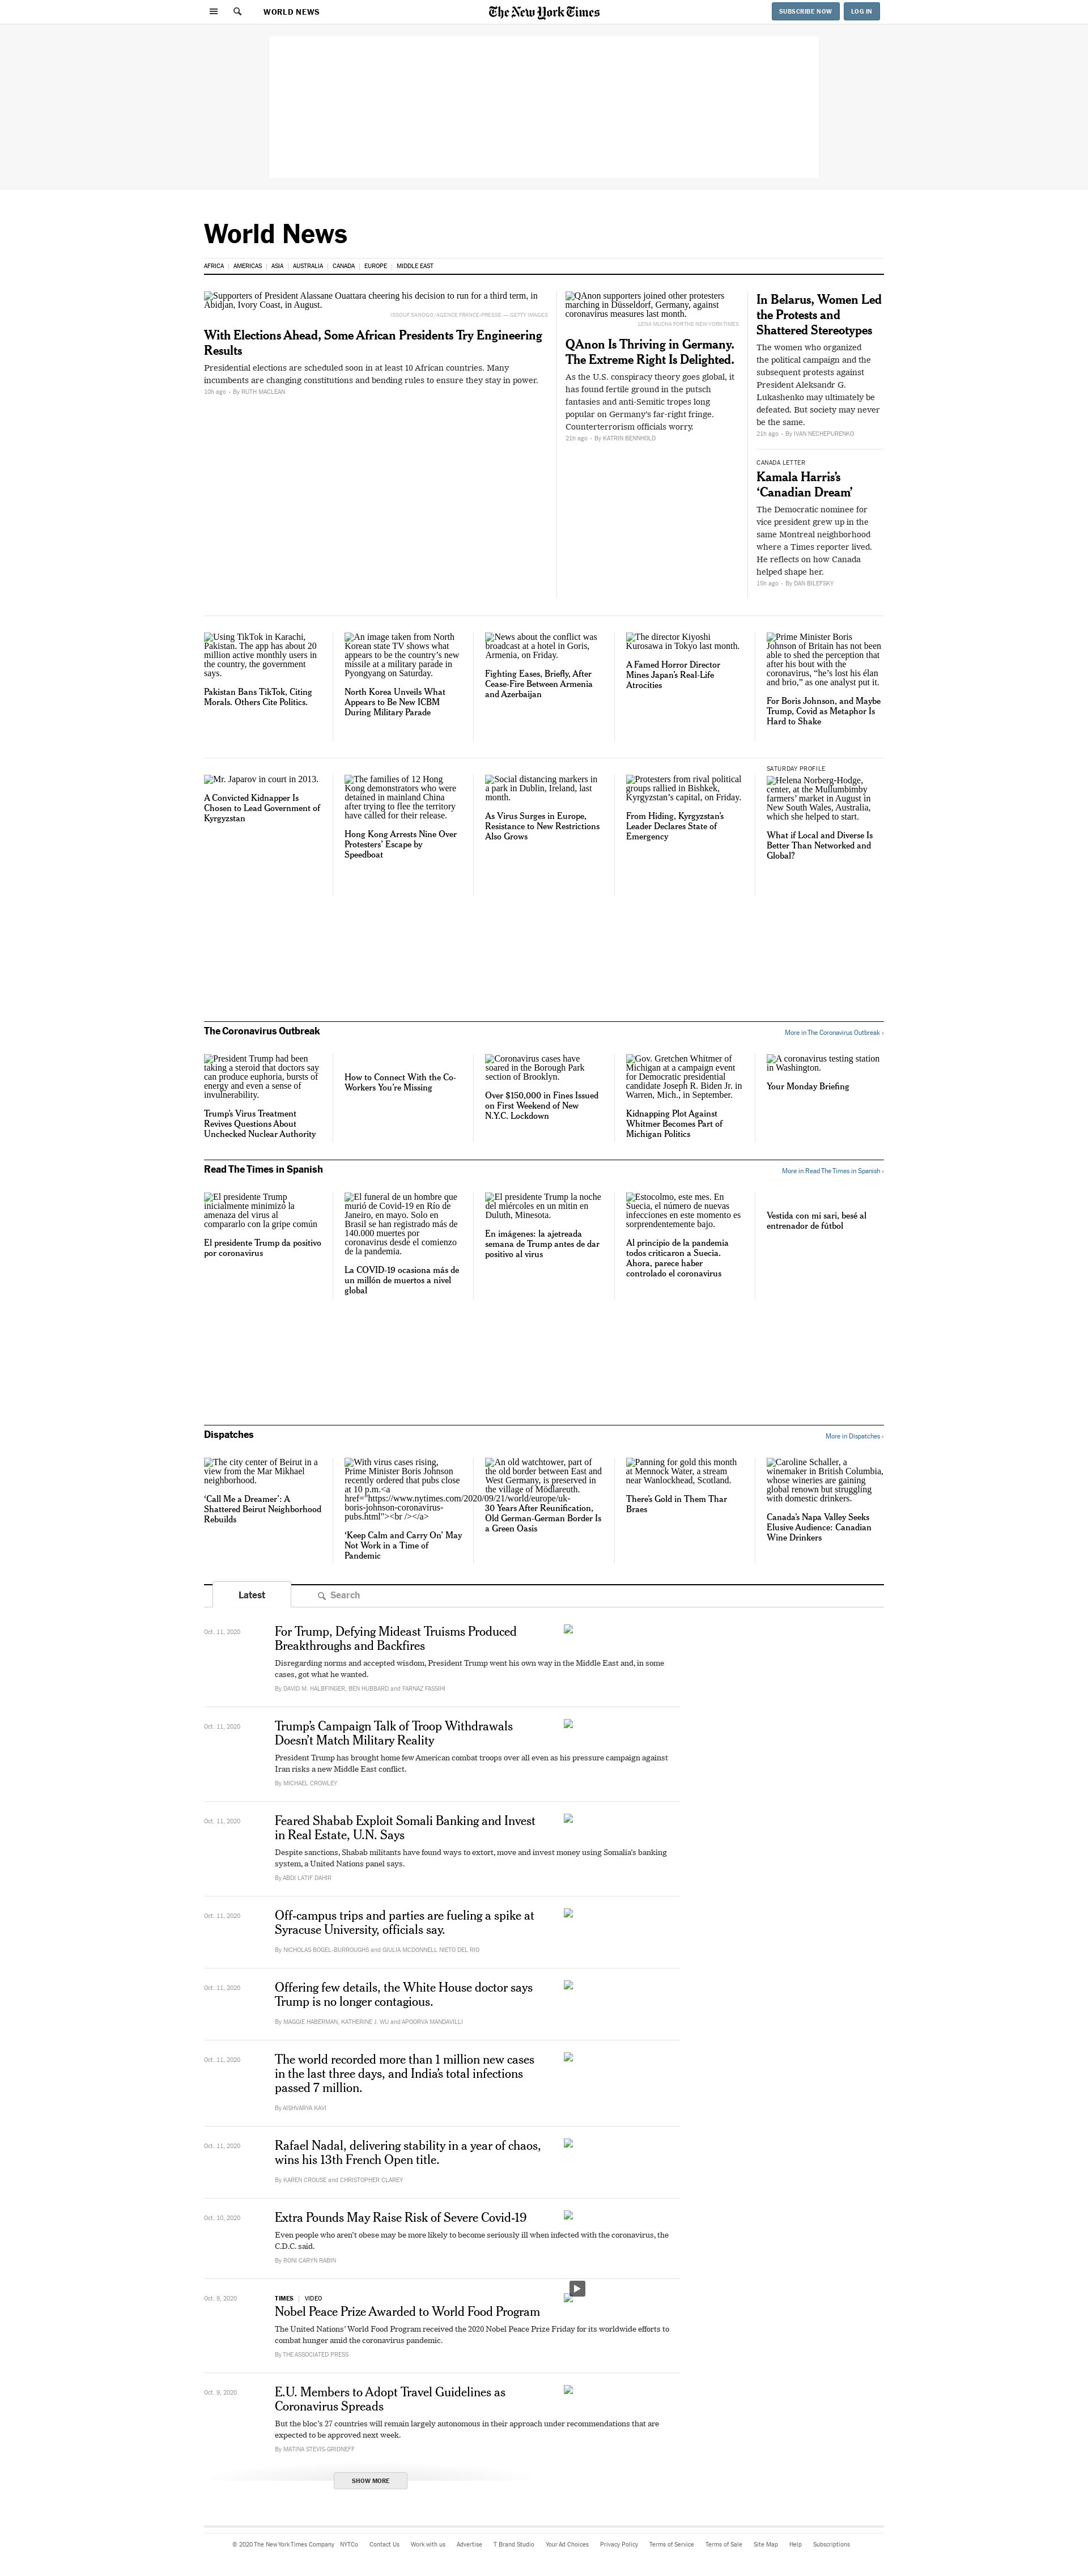 WORLD NEWS
The New York Times
SUBSCRIBE NOW
LOG IN
World News
AFRICA | AMERICAS | ASIA | AUSTRALIA | CANADA | EUROPE | MIDDLE EAST
Supporters of President Alassane Ouattara cheering his decision to run for a third term, in
Abidjan, Ivory Coast, in August.
ISSOUF SANOGO/AGENCE FRANCE-PRESSE — GETTY IMAGES
With Elections Ahead, Some African Presidents Try Engineering
Results
Presidential elections are scheduled soon in at least 10 African countries. Many
incumbents are changing constitutions and bending rules to ensure they stay in power.
10h ago - By RUTH MACLEAN
QAnon supporters joined other protesters
marching in Düsseldorf, Germany, against
coronavirus measures last month.
LENA MUCHA FOR THE NEW YORK TIMES
QAnon Is Thriving in Germany.
The Extreme Right Is Delighted.
As the U.S. conspiracy theory goes global, it
has found fertile ground in the putsch
fantasies and anti-Semitic tropes long
popular on Germany’s far-right fringe.
Counterterrorism officials worry.
21h ago - By KATRIN BENNHOLD
In Belarus, Women Led
the Protests and
Shattered Stereotypes
The women who organized
the political campaign and the
subsequent protests against
President Aleksandr G.
Lukashenko may ultimately be
defeated. But society may never
be the same.
21h ago - By IVAN NECHEPURENKO
CANADA LETTER
Kamala Harris’s
‘Canadian Dream’
The Democratic nominee for
vice president grew up in the
same Montreal neighborhood
where a Times reporter lived.
He reflects on how Canada
helped shape her.
15h ago - By DAN BILEFSKY
Using TikTok in Karachi,
Pakistan. The app has about 20
million active monthly users in
the country, the government
says.
Pakistan Bans TikTok, Citing
Morals. Others Cite Politics.
An image taken from North
Korean state TV shows what
appears to be the country’s new
missile at a military parade in
Pyongyang on Saturday.
North Korea Unveils What
Appears to Be New ICBM
During Military Parade
News about the conflict was
broadcast at a hotel in Goris,
Armenia, on Friday.
Fighting Eases, Briefly, After
Cease-Fire Between Armenia
and Azerbaijan
The director Kiyoshi
Kurosawa in Tokyo last month.
A Famed Horror Director
Mines Japan’s Real-Life
Atrocities
Prime Minister Boris
Johnson of Britain has not been
able to shed the perception that
after his bout with the
coronavirus, “he’s lost his élan
and brio,” as one analyst put it.
For Boris Johnson, and Maybe
Trump, Covid as Metaphor Is
Hard to Shake
Mr. Japarov in court in 2013.
A Convicted Kidnapper Is
Chosen to Lead Government of
Kyrgyzstan
The families of 12 Hong
Kong demonstrators who were
detained in mainland China
after trying to flee the territory
have called for their release.
Hong Kong Arrests Nine Over
Protesters’ Escape by
Speedboat
Social distancing markers in
a park in Dublin, Ireland, last
month.
As Virus Surges in Europe,
Resistance to New Restrictions
Also Grows
Protesters from rival political
groups rallied in Bishkek,
Kyrgyzstan’s capital, on Friday.
From Hiding, Kyrgyzstan’s
Leader Declares State of
Emergency
SATURDAY PROFILE
Helena Norberg-Hodge,
center, at the Mullumbimby
farmers’ market in August in
New South Wales, Australia,
which she helped to start.
What if Local and Diverse Is
Better Than Networked and
Global?
The Coronavirus Outbreak
More in The Coronavirus Outbreak ›
President Trump had been
taking a steroid that doctors say
can produce euphoria, bursts of
energy and even a sense of
invulnerability.
Trump’s Virus Treatment
Revives Questions About
Unchecked Nuclear Authority
How to Connect With the Co-
Workers You’re Missing
Coronavirus cases have
soared in the Borough Park
section of Brooklyn.
Over $150,000 in Fines Issued
on First Weekend of New
N.Y.C. Lockdown
Gov. Gretchen Whitmer of
Michigan at a campaign event
for Democratic presidential
candidate Joseph R. Biden Jr. in
Warren, Mich., in September.
Kidnapping Plot Against
Whitmer Becomes Part of
Michigan Politics
A coronavirus testing station
in Washington.
Your Monday Briefing
Read The Times in Spanish
More in Read The Times in Spanish ›
El presidente Trump
inicialmente minimizó la
amenaza del virus al
compararlo con la gripe común
El presidente Trump da positivo
por coronavirus
El funeral de un hombre que
murió de Covid-19 en Río de
Janeiro, en mayo. Solo en
Brasil se han registrado más de
140.000 muertes por
coronavirus desde el comienzo
de la pandemia.
La COVID-19 ocasiona más de
un millón de muertos a nivel
global
El presidente Trump la noche
del miércoles en un mitin en
Duluth, Minesota.
En imágenes: la ajetreada
semana de Trump antes de dar
positivo al virus
Estocolmo, este mes. En
Suecia, el número de nuevas
infecciones en este momento es
sorprendentemente bajo.
Al principio de la pandemia
todos criticaron a Suecia.
Ahora, parece haber
controlado el coronavirus
Vestida con mi sari, besé al
entrenador de fútbol
Dispatches
More in Dispatches ›
The city center of Beirut in a
view from the Mar Mikhael
neighborhood.
‘Call Me a Dreamer’: A
Shattered Beirut Neighborhood
Rebuilds
With virus cases rising,
Prime Minister Boris Johnson
recently ordered that pubs close
at 10 p.m.<a
href="https://www.nytimes.com/2020/09/21/world/europe/uk-
boris-johnson-coronavirus-
pubs.html"><br /></a>
‘Keep Calm and Carry On’ May
Not Work in a Time of
Pandemic
An old watchtower, part of
the old border between East and
West Germany, is preserved in
the village of Mödlareuth.
30 Years After Reunification,
Old German-German Border Is
a Green Oasis
Panning for gold this month
at Mennock Water, a stream
near Wanlockhead, Scotland.
There’s Gold in Them Thar
Braes
Caroline Schaller, a
winemaker in British Columbia,
whose wineries are gaining
global renown but struggling
with domestic drinkers.
Canada’s Napa Valley Seeks
Elusive Audience: Canadian
Wine Drinkers
Latest
Search
Oct. 11, 2020
For Trump, Defying Mideast Truisms Produced
Breakthroughs and Backfires
Disregarding norms and accepted wisdom, President Trump went his own way in the Middle East and, in some
cases, got what he wanted.
By DAVID M. HALBFINGER, BEN HUBBARD and FARNAZ FASSIHI
Oct. 11, 2020
Trump’s Campaign Talk of Troop Withdrawals
Doesn’t Match Military Reality
President Trump has brought home few American combat troops over all even as his pressure campaign against
Iran risks a new Middle East conflict.
By MICHAEL CROWLEY
Oct. 11, 2020
Feared Shabab Exploit Somali Banking and Invest
in Real Estate, U.N. Says
Despite sanctions, Shabab militants have found ways to extort, move and invest money using Somalia’s banking
system, a United Nations panel says.
By ABDI LATIF DAHIR
Oct. 11, 2020
Off-campus trips and parties are fueling a spike at
Syracuse University, officials say.
By NICHOLAS BOGEL-BURROUGHS and GIULIA MCDONNELL NIETO DEL RIO
Oct. 11, 2020
Offering few details, the White House doctor says
Trump is no longer contagious.
By MAGGIE HABERMAN, KATHERINE J. WU and APOORVA MANDAVILLI
Oct. 11, 2020
The world recorded more than 1 million new cases
in the last three days, and India’s total infections
passed 7 million.
By AISHVARYA KAVI
Oct. 11, 2020
Rafael Nadal, delivering stability in a year of chaos,
wins his 13th French Open title.
By KAREN CROUSE and CHRISTOPHER CLAREY
Oct. 10, 2020
Extra Pounds May Raise Risk of Severe Covid-19
Even people who aren’t obese may be more likely to become seriously ill when infected with the coronavirus, the
C.D.C. said.
By RONI CARYN RABIN
Oct. 9, 2020
TIMES | VIDEO
Nobel Peace Prize Awarded to World Food Program
The United Nations’ World Food Program received the 2020 Nobel Peace Prize Friday for its worldwide efforts to
combat hunger amid the coronavirus pandemic.
By THE ASSOCIATED PRESS
Oct. 9, 2020
E.U. Members to Adopt Travel Guidelines as
Coronavirus Spreads
But the bloc’s 27 countries will remain largely autonomous in their approach under recommendations that are
expected to be approved next week.
By MATINA STEVIS-GRIDNEFF
SHOW MORE
© 2020 The New York Times Company NYTCo Contact Us Work with us Advertise T Brand Studio Your Ad Choices Privacy Policy Terms of Service Terms of Sale Site Map Help Subscriptions